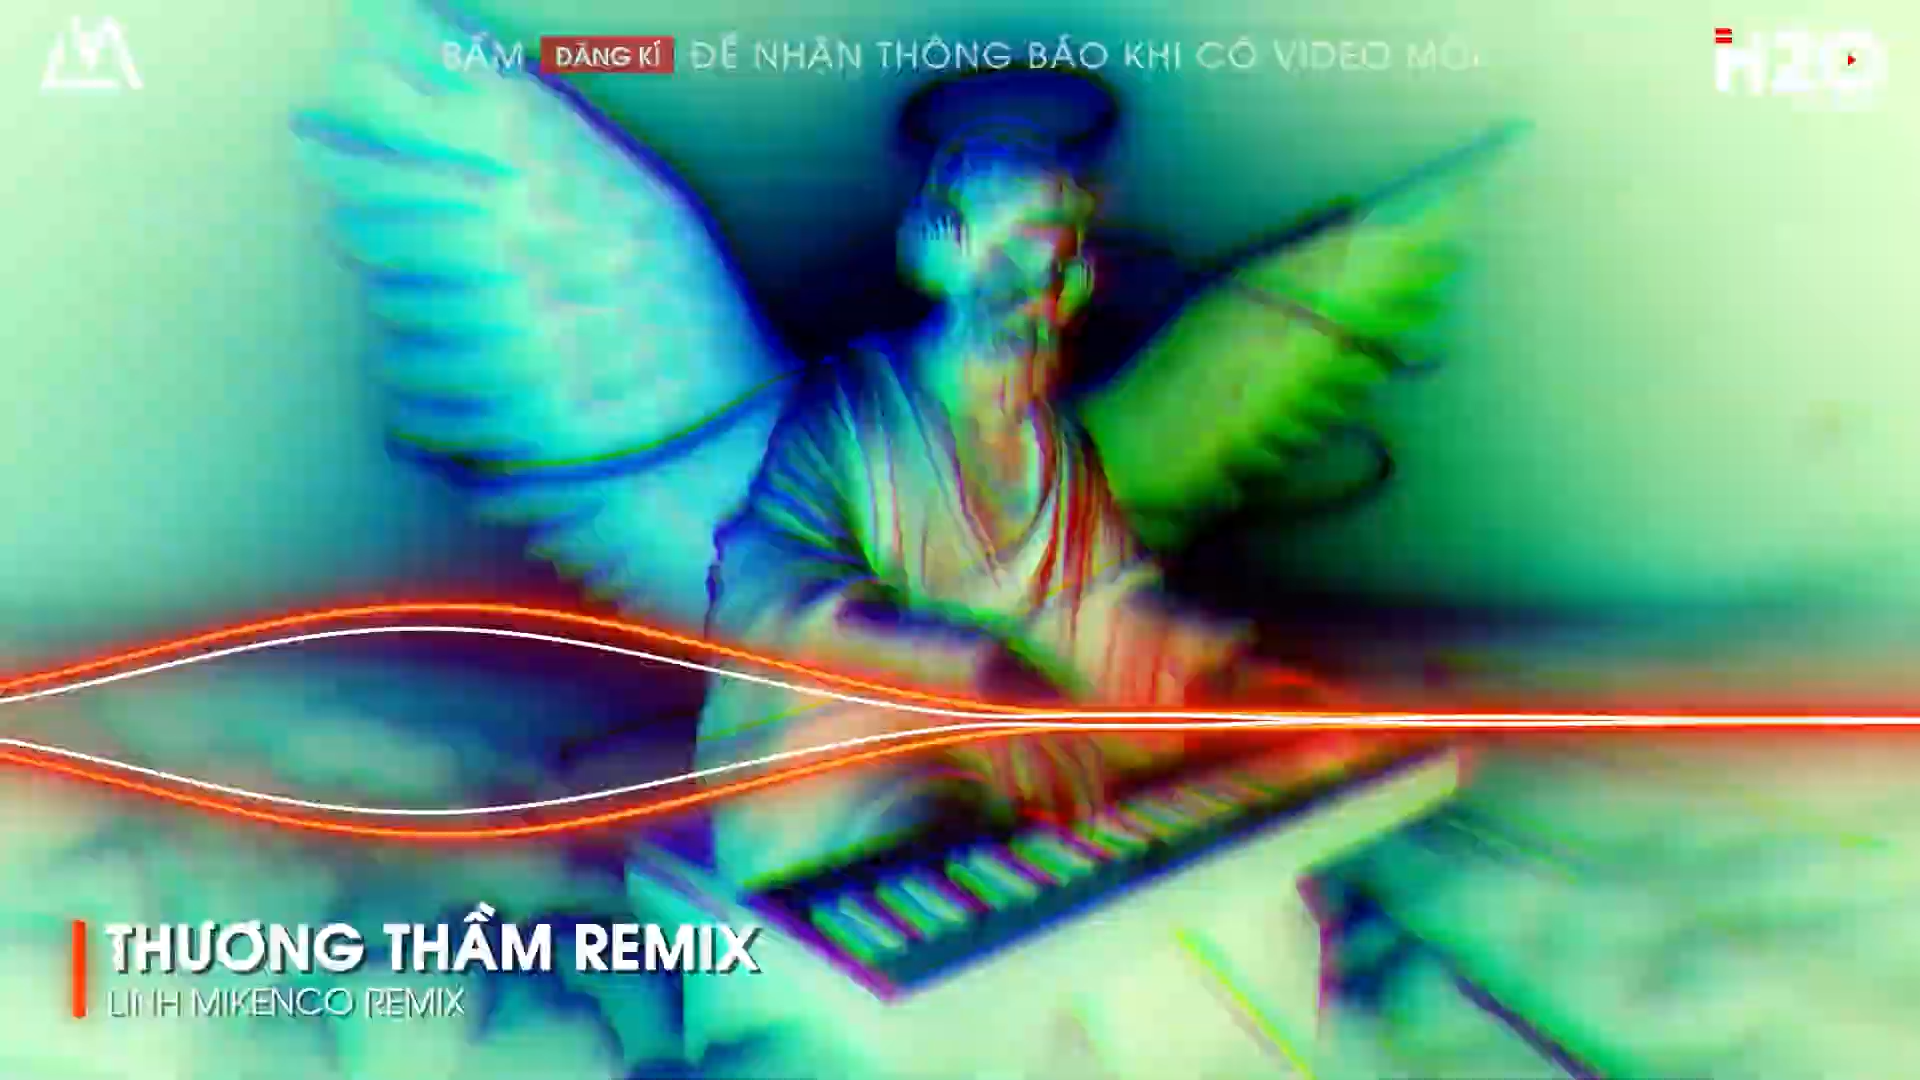 BẤM ĐĂNG KÍ ĐỂ NHẬN THÔNG BÁO KHI CÓ VIDEO MỚI
H2O
THƯƠNG THẦM REMIX
LINH MIKENCO REMIX